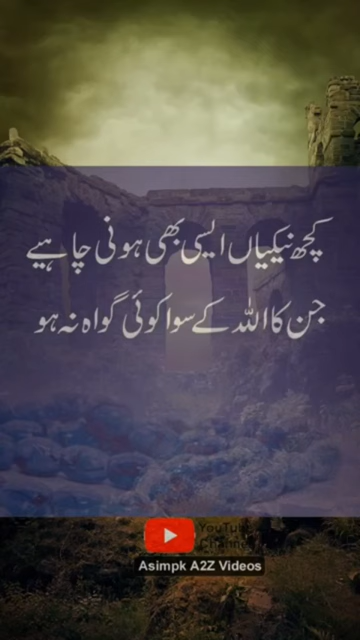 کچھ نیکیاں ایسی بھی ہونی چاہیے
جن کا اللہ کے سوا کوئی گواہ نہ ہو
YouTube
Channel
Asimpk A2Z Videos